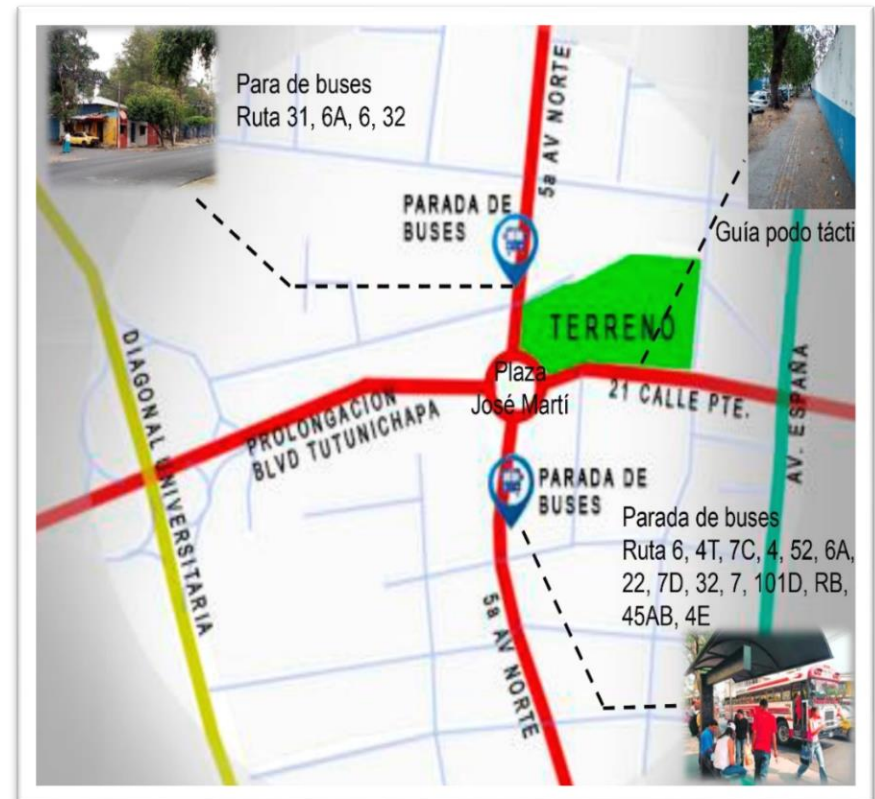 Para de buses
Ruta 31, 6A, 6, 32
5a AV NORTE
PARADA DE
BUSES
Guía podo tácti
TERRENO
Plaza
José Martí
21 CALLE PTE.
AV. ESPAÑA
DIAGONAL UNIVERSITARIA
PROLONGACION
BLVD TUTUNICHAPA
PARADA DE
BUSES
Parada de buses
Ruta 6, 4T, 7C, 4, 52, 6A,
22, 7D, 32, 7, 101D, RB,
45AB, 4E
5a AV NORTE